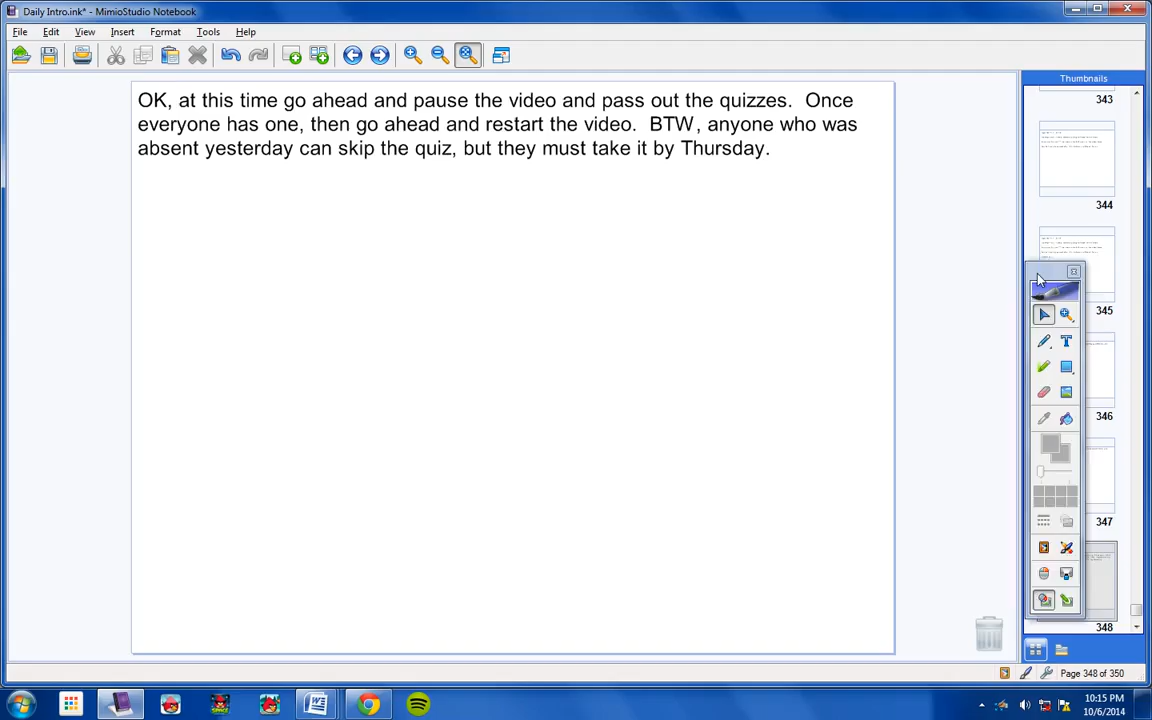 Daily Intro.ink* - MimioStudio Notebook
File Edit View Insert Format Tools Help
Thumbnails
OK, at this time go ahead and pause the video and pass out the quizzes. Once
everyone has one, then go ahead and restart the video. BTW, anyone who was
absent yesterday can skip the quiz, but they must take it by Thursday.
343
344
345
346
347
348
Page 348 of 350
10:15 PM
10/6/2014